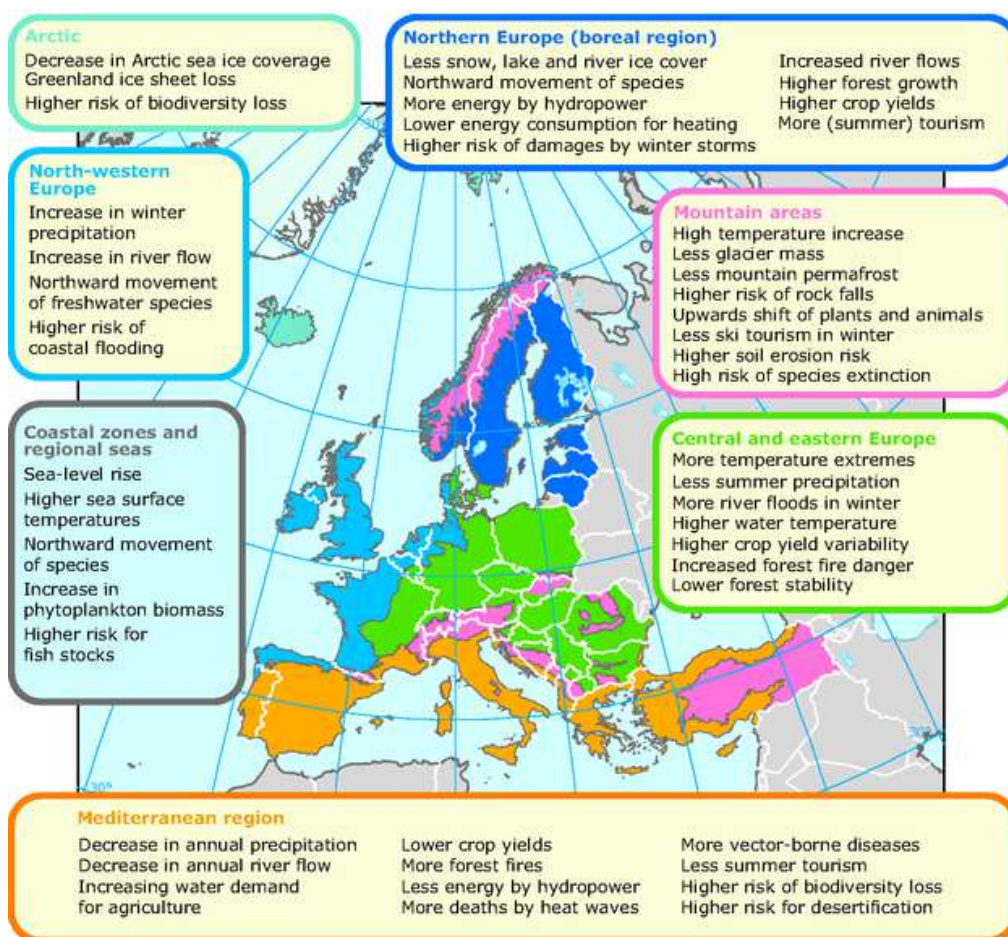 Arctic
Decrease in Arctic sea ice coverage
Greenland ice sheet loss
Higher risk of biodiversity loss
Northern Europe (boreal region)
Less snow, lake and river ice cover
Northward movement of species
More energy by hydropower
Lower energy consumption for heating
Higher risk of damages by winter storms
Increased river flows
Higher forest growth
Higher crop yields
More (summer) tourism
North-western
Europe
Increase in winter
precipitation
Increase in river flow
Northward movement
of freshwater species
Higher risk of
coastal flooding
Mountain areas
High temperature increase
Less glacier mass
Less mountain permafrost
Higher risk of rock falls
Upwards shift of plants and animals
Less ski tourism in winter
Higher soil erosion risk
High risk of species extinction
Coastal zones and
regional seas
Sea-level rise
Higher sea surface
temperatures
Northward movement
of species
Increase in
phytoplankton biomass
Higher risk for
fish stocks
Central and eastern Europe
More temperature extremes
Less summer precipitation
More river floods in winter
Higher water temperature
Higher crop yield variability
Increased forest fire danger
Lower forest stability
30°
Mediterranean region
Decrease in annual precipitation
Decrease in annual river flow
Increasing water demand
for agriculture
Lower crop yields
More forest fires
Less energy by hydropower
More deaths by heat waves
More vector-borne diseases
Less summer tourism
Higher risk of biodiversity loss
Higher risk for desertification